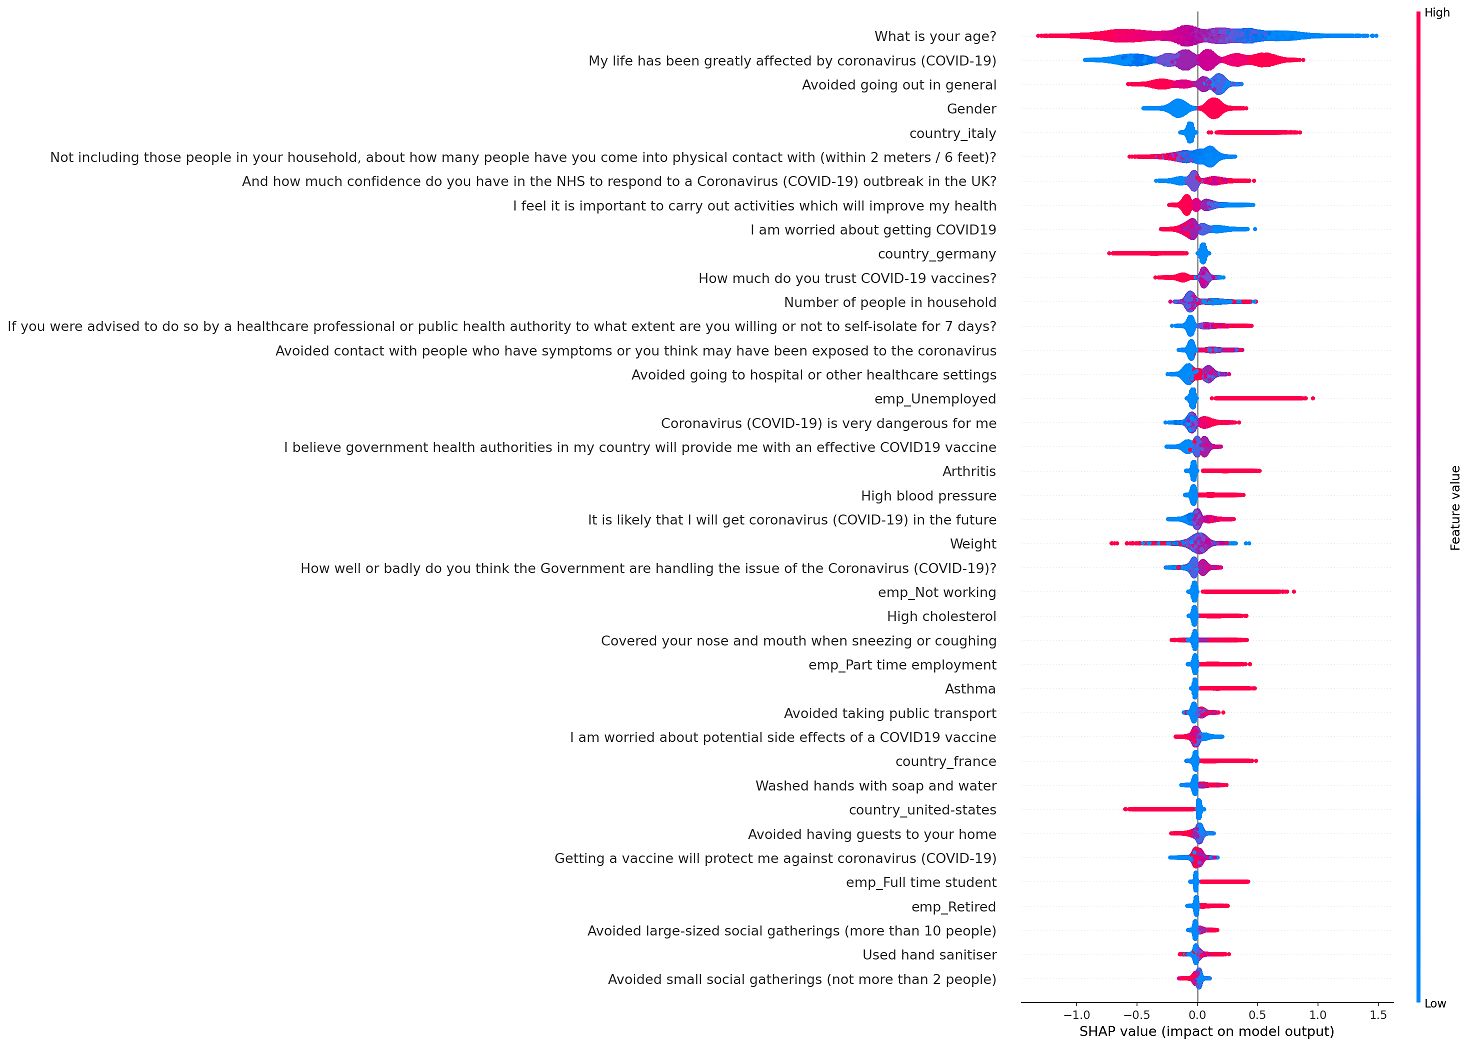 High
What is your age?
My life has been greatly affected by coronavirus (COVID-19)
Avoided going out in general
Gender
country_italy
Not including those people in your household, about how many people have you come into physical contact with (within 2 meters / 6 feet)?
And how much confidence do you have in the NHS to respond to a Coronavirus (COVID-19) outbreak in the UK?
I feel it is important to carry out activities which will improve my health
I am worried about getting COVID19
country_germany
How much do you trust COVID-19 vaccines?
Number of people in household
If you were advised to do so by a healthcare professional or public health authority to what extent are you willing or not to self-isolate for 7 days?
Avoided contact with people who have symptoms or you think may have been exposed to the coronavirus
Avoided going to hospital or other healthcare settings
emp_Unemployed
Coronavirus (COVID-19) is very dangerous for me
I believe government health authorities in my country will provide me with an effective COVID19 vaccine
Arthritis
High blood pressure
It is likely that I will get coronavirus (COVID-19) in the future
Weight
How well or badly do you think the Government are handling the issue of the Coronavirus (COVID-19)?
emp_Not working
High cholesterol
Covered your nose and mouth when sneezing or coughing
emp_Part time employment
Asthma
Avoided taking public transport
I am worried about potential side effects of a COVID19 vaccine
country_france
Washed hands with soap and water
country_united-states
Avoided having guests to your home
Getting a vaccine will protect me against coronavirus (COVID-19)
emp_Full time student
emp_Retired
Avoided large-sized social gatherings (more than 10 people)
Used hand sanitiser
Avoided small social gatherings (not more than 2 people)
Feature value
Low
−1.0 −0.5 0.0 0.5 1.0 1.5
SHAP value (impact on model output)